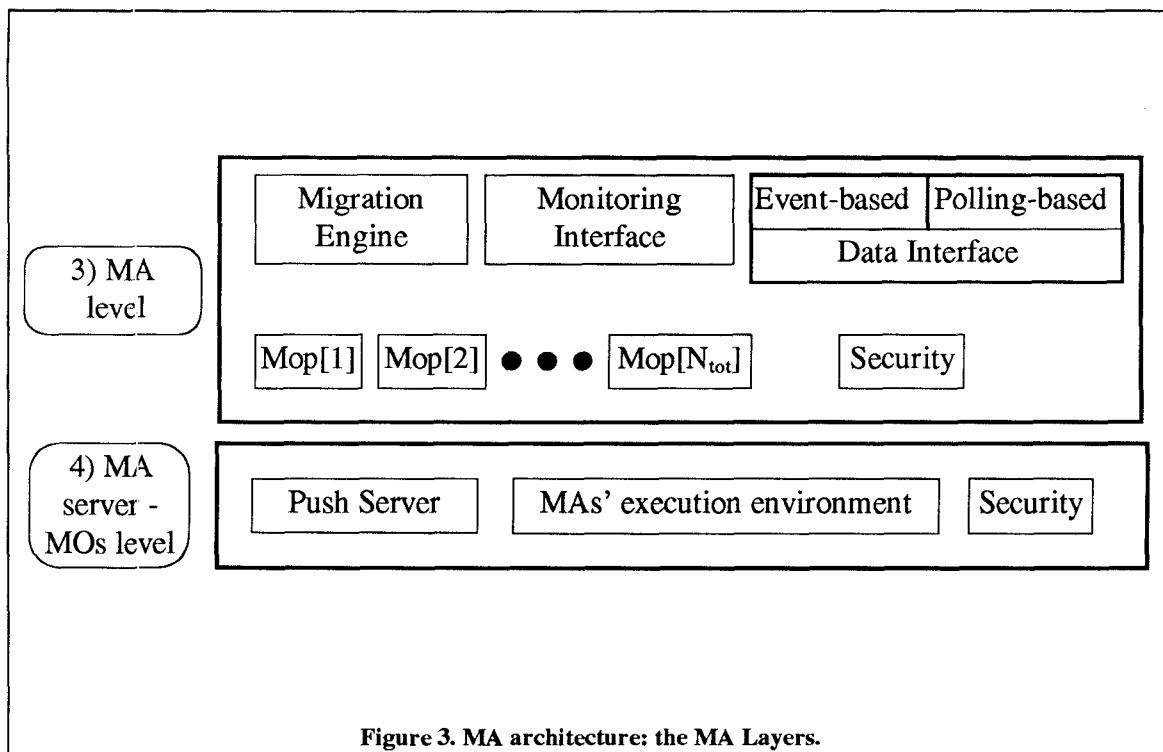 Migration
Engine
Monitoring
Interface
Event-based
Polling-based
Data Interface
3) MA
level
Mop[1]
Mop[2]
Mop[Ntot]
Security
4) MA
server -
MOs level
Push Server
MAs' execution environment
Security
Figure 3. MA architecture: the MA Layers.